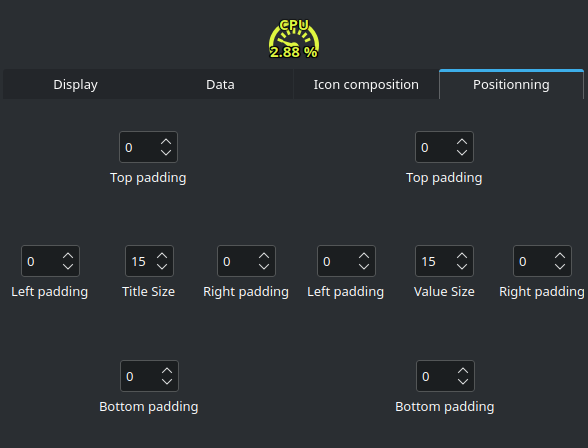 CPU
2.88 %
Display Data Icon composition Positionning
0 0
Top padding Top padding
0 15 0 0 15 0
Left padding Title Size Right padding Left padding Value Size Right padding
0 0
Bottom padding Bottom padding